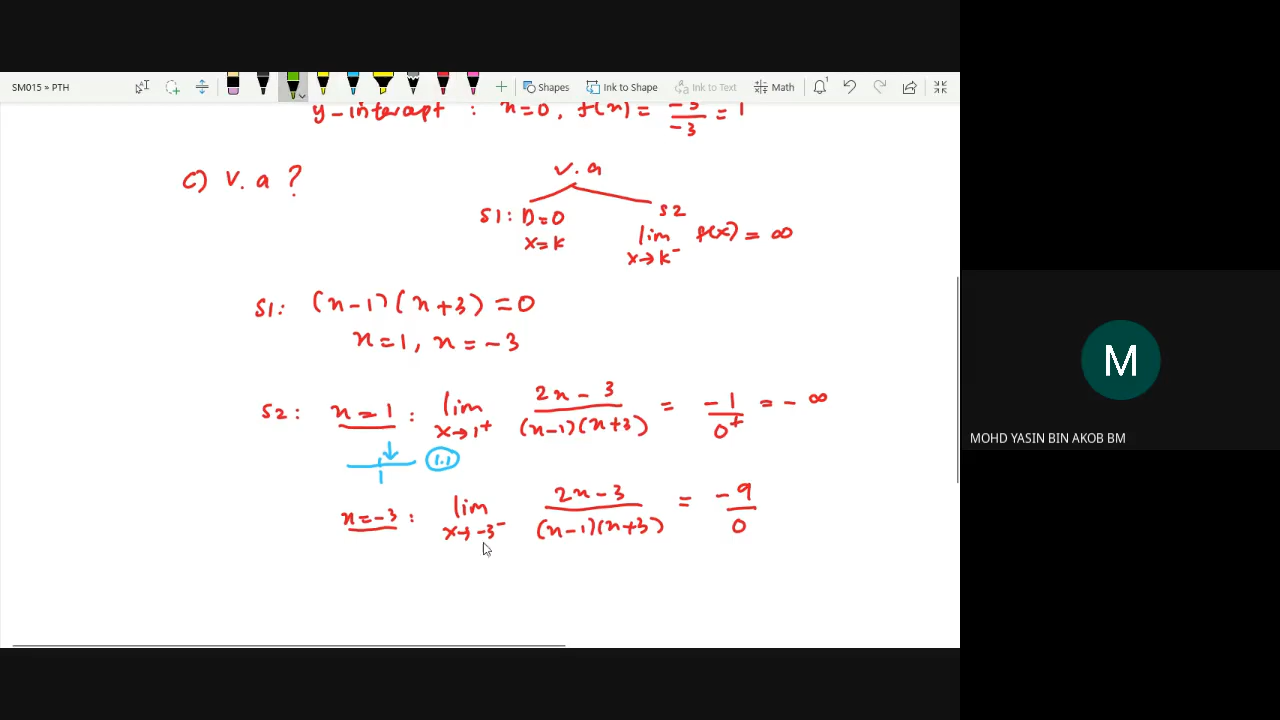 SM015 » PTH
Shapes Ink to Shape Ink to Text Math
y-intercept : x=0, f(x) = -3/-3 = 1
c) V. a ?
V. a
S1: D=0
x=k
S2
lim x→k⁻ f(x) = ∞
S1: (x-1)(x+3) = 0
x=1, x = -3
S2: x=1 : lim x→1⁺ 2x-3/(x-1)(x+3) = -1/0⁺ = -∞
1
1.1
x=-3 : lim x→-3⁻ 2x-3/(x-1)(x+3) = -9/0
M
MOHD YASIN BIN AKOB BM